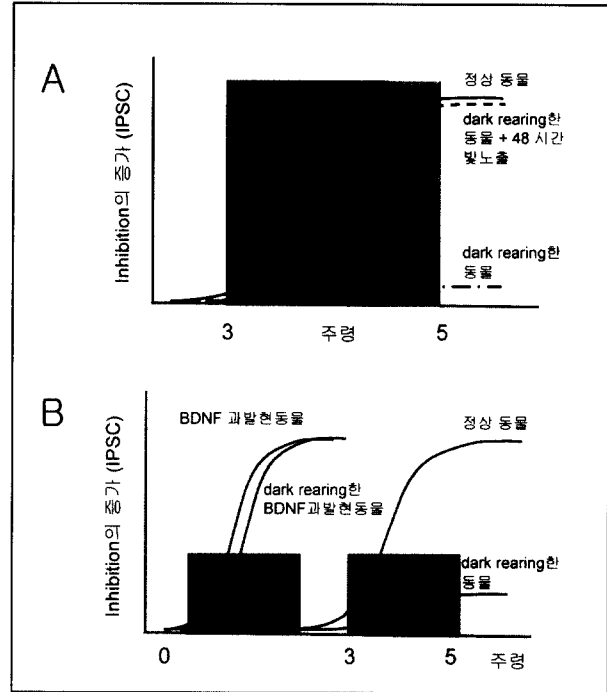 A
Inhibition의 증가 (IPSC)
정상 동물
dark rearing한
동물 + 48 시간
빛노출
dark rearing한
동물
3
주령
5
B
Inhibition의 증가 (IPSC)
BDNF 과발현동물
정상 동물
dark rearing한
BDNF과발현동물
dark rearing한
동물
0
3
5
주령